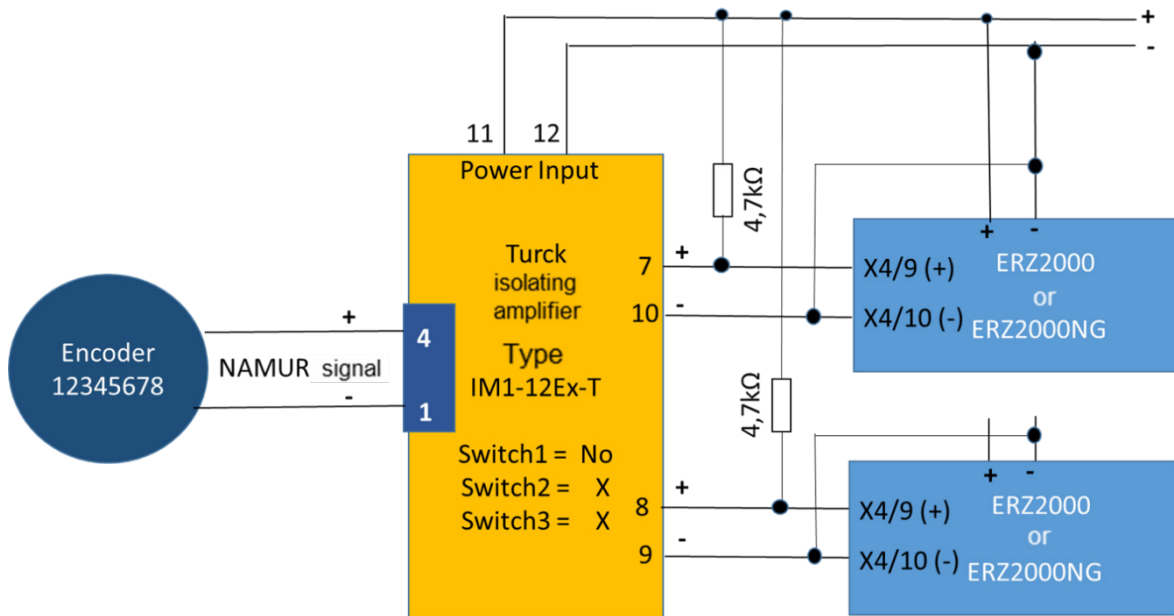 +
-
11 12
Power Input
4,7kΩ
Turck
isolating
amplifier
Type
IM1-12Ex-T
7
+
10
-
+ -
X4/9 (+)
X4/10 (-)
ERZ2000
or
ERZ2000NG
Encoder
12345678
+
NAMUR signal
-
4
1
4,7kΩ
Switch1 = No
Switch2 = X
Switch3 = X
8
+
9
-
+ -
X4/9 (+)
X4/10 (-)
ERZ2000
or
ERZ2000NG